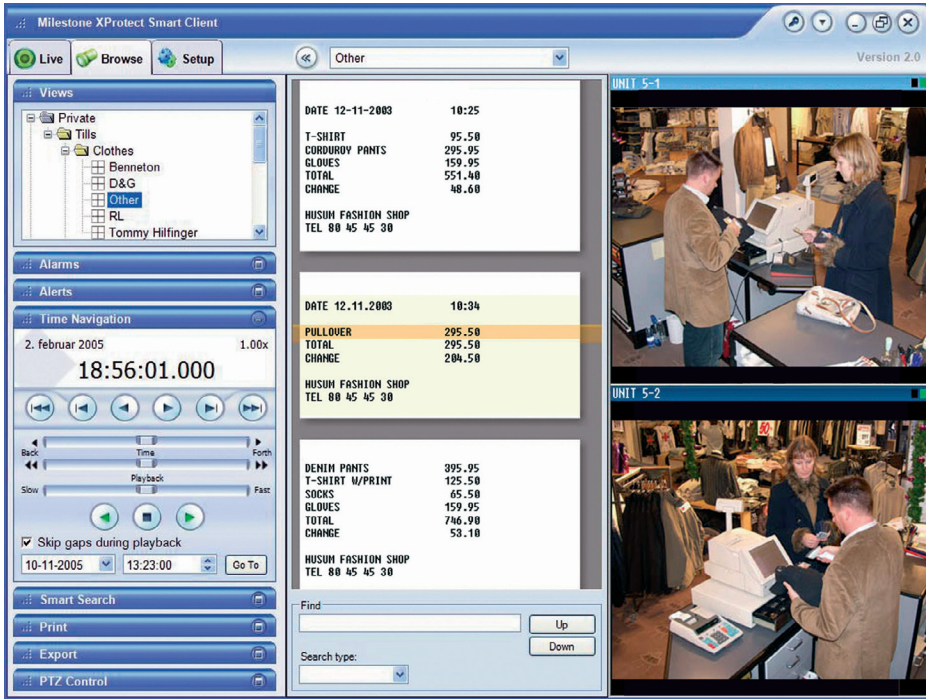 Milestone XProtect Smart Client
Live Browse Setup
Other
Version 2.0
Views
Private
Tills
Clothes
Benneton
D&G
Other
RL
Tommy Hilfinger
Alarms
Alerts
Time Navigation
2. februar 2005 1.00x
18:56:01.000
Back Time Forth
Playback
Slow Fast
Skip gaps during playback
10-11-2005 13:23:00 Go To
Smart Search
Print
Export
PTZ Control
DATE 12-11-2003 10:25
T-SHIRT 95.50
CORDUROY PANTS 295.95
GLOVES 159.95
TOTAL 551.40
CHANGE 48.60
HUSUM FASHION SHOP
TEL 80 45 45 30
DATE 12.11.2003 10:34
PULLOVER 295.50
TOTAL 295.50
CHANGE 204.50
HUSUM FASHION SHOP
TEL 80 45 45 30
DENIM PANTS 395.95
T-SHIRT W/PRINT 125.50
SOCKS 65.50
GLOVES 159.95
TOTAL 746.90
CHANGE 53.10
HUSUM FASHION SHOP
TEL 80 45 45 30
Find
Up
Down
Search type:
UNIT 5-1
UNIT 5-2
50%